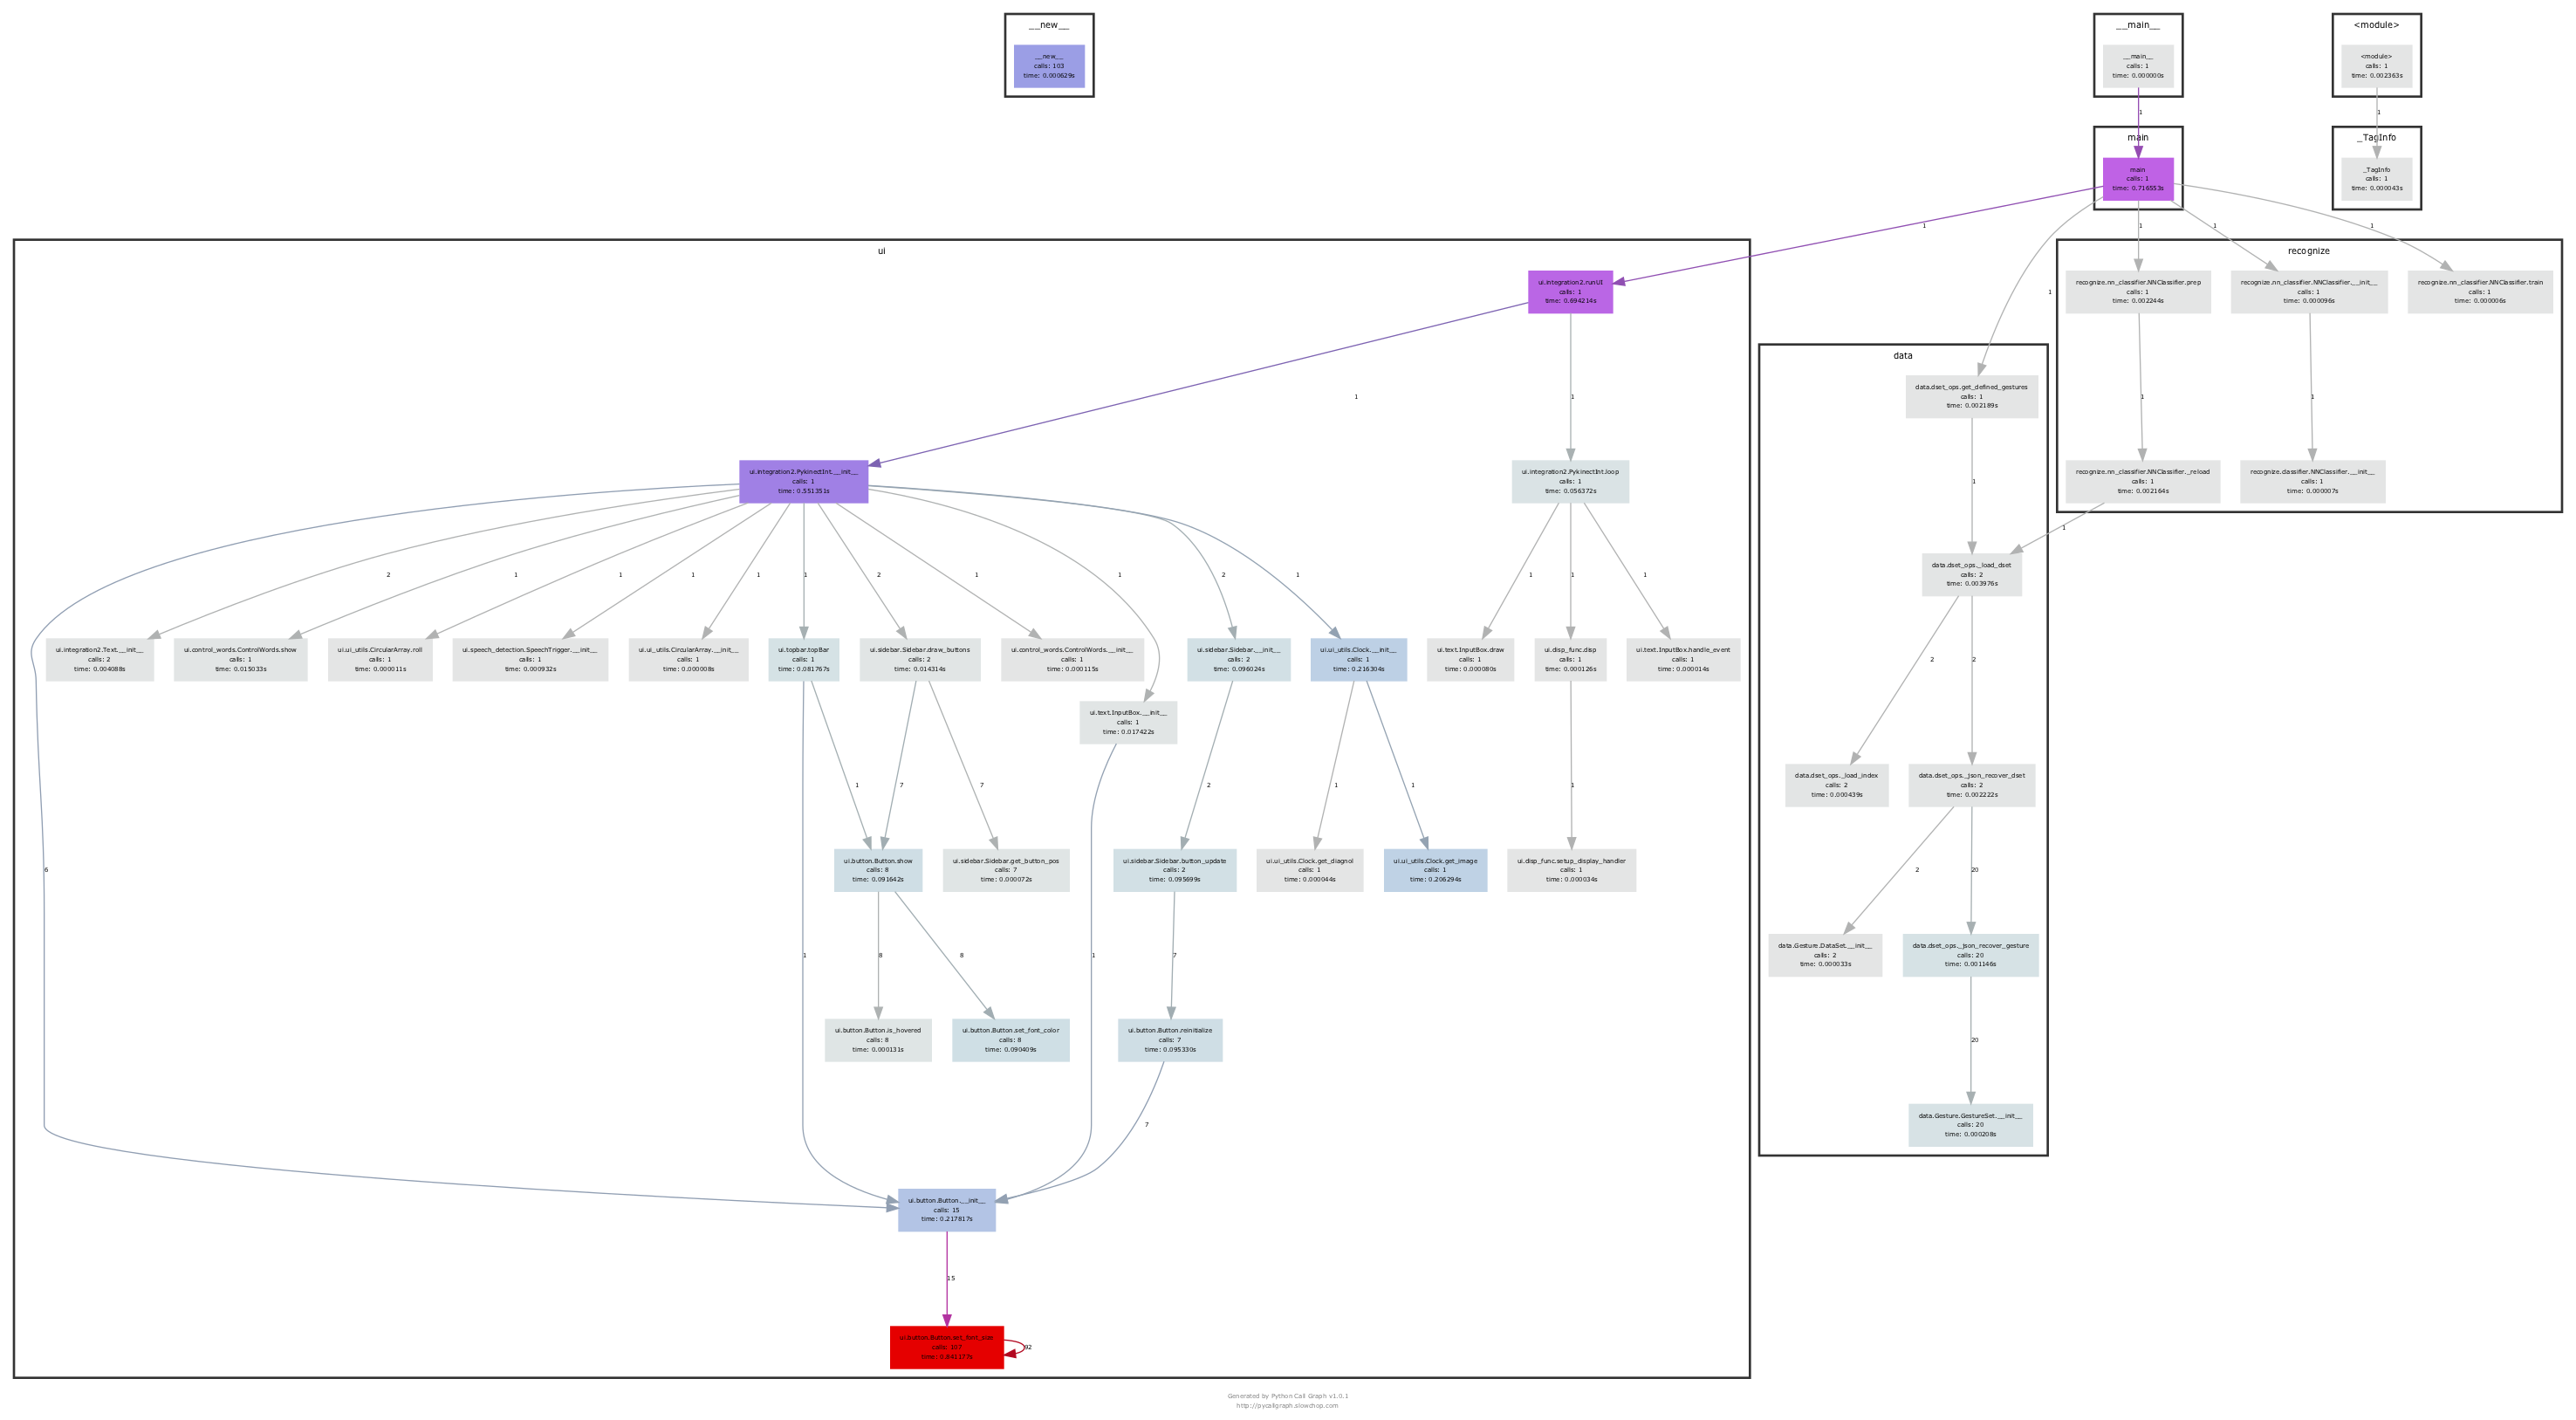 __new__
__new__
calls: 103
time: 0.000629s
__main__
__main__
calls: 1
time: 0.000000s
<module>
<module>
calls: 1
time: 0.002363s
1
1
main
main
calls: 1
time: 0.716553s
_TagInfo
_TagInfo
calls: 1
time: 0.000043s
1
1
1
1
1
ui
ui.integration2.runUI
calls: 1
time: 0.694214s
recognize
recognize.nn_classifier.NNClassifier.prep
calls: 1
time: 0.002244s
recognize.nn_classifier.NNClassifier.__init__
calls: 1
time: 0.000096s
recognize.nn_classifier.NNClassifier.train
calls: 1
time: 0.000006s
data
data.dset_ops.get_defined_gestures
calls: 1
time: 0.002189s
1
1
1
1
ui.integration2.PykinectInt.__init__
calls: 1
time: 0.551351s
ui.integration2.PykinectInt.loop
calls: 1
time: 0.056372s
1
recognize.nn_classifier.NNClassifier._reload
calls: 1
time: 0.002164s
recognize.classifier.NNClassifier.__init__
calls: 1
time: 0.000007s
1
data.dset_ops._load_dset
calls: 2
time: 0.003976s
2
1
1
1
1
1
2
1
1
2
1
1
1
1
ui.integration2.Text.__init__
calls: 2
time: 0.004088s
ui.control_words.ControlWords.show
calls: 1
time: 0.015033s
ui.ui_utils.CircularArray.roll
calls: 1
time: 0.000011s
ui.speech_detection.SpeechTrigger.__init__
calls: 1
time: 0.000932s
ui.ui_utils.CircularArray.__init__
calls: 1
time: 0.000008s
ui.topbar.topBar
calls: 1
time: 0.081767s
ui.sidebar.Sidebar.draw_buttons
calls: 2
time: 0.014314s
ui.control_words.ControlWords.__init__
calls: 1
time: 0.000115s
ui.sidebar.Sidebar.__init__
calls: 2
time: 0.096024s
ui.ui_utils.Clock.__init__
calls: 1
time: 0.216304s
ui.text.InputBox.draw
calls: 1
time: 0.000080s
ui.disp_func.disp
calls: 1
time: 0.000126s
ui.text.InputBox.handle_event
calls: 1
time: 0.000014s
2
2
ui.text.InputBox.__init__
calls: 1
time: 0.017422s
data.dset_ops._load_index
calls: 2
time: 0.000439s
data.dset_ops._json_recover_dset
calls: 2
time: 0.002222s
1
7
7
2
1
1
1
6
ui.button.Button.show
calls: 8
time: 0.091642s
ui.sidebar.Sidebar.get_button_pos
calls: 7
time: 0.000072s
ui.sidebar.Sidebar.button_update
calls: 2
time: 0.095699s
ui.ui_utils.Clock.get_diagnol
calls: 1
time: 0.000044s
ui.ui_utils.Clock.get_image
calls: 1
time: 0.206294s
ui.disp_func.setup_display_handler
calls: 1
time: 0.000034s
2
20
data.Gesture.DataSet.__init__
calls: 2
time: 0.000033s
data.dset_ops._json_recover_gesture
calls: 20
time: 0.001146s
1
8
8
1
7
ui.button.Button.is_hovered
calls: 8
time: 0.000131s
ui.button.Button.set_font_color
calls: 8
time: 0.090409s
ui.button.Button.reinitialize
calls: 7
time: 0.095330s
20
7
data.Gesture.GestureSet.__init__
calls: 20
time: 0.000208s
ui.button.Button.__init__
calls: 15
time: 0.217817s
15
ui.button.Button.set_font_size
calls: 107
92
Generated by Python Call Graph v1.0.1
http://pycallgraph.slowchop.com